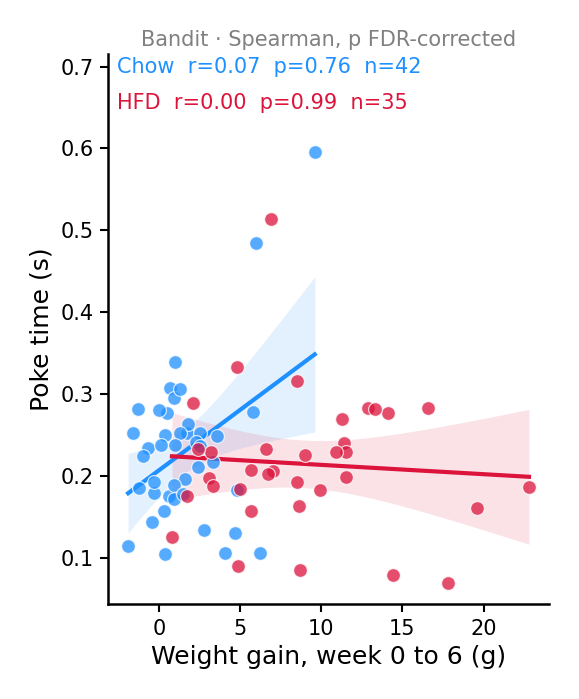 Bandit · Spearman, p FDR-corrected
Chow  r=0.07  p=0.76  n=42
HFD  r=0.00  p=0.99  n=35
0.7
0.6
0.5
0.4
0.3
0.2
0.1
Poke time (s)
0 5 10 15 20
Weight gain, week 0 to 6 (g)